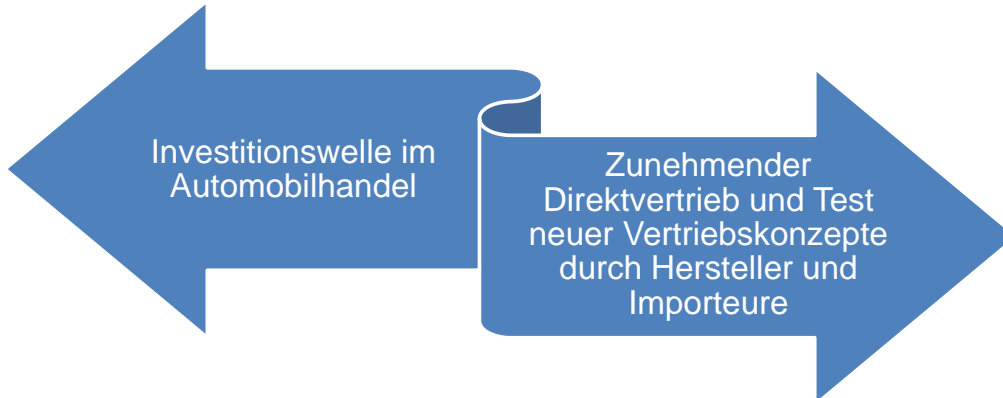 Investitionswelle im
Automobilhandel
Zunehmender
Direktvertrieb und Test
neuer Vertriebskonzepte
durch Hersteller und
Importeure